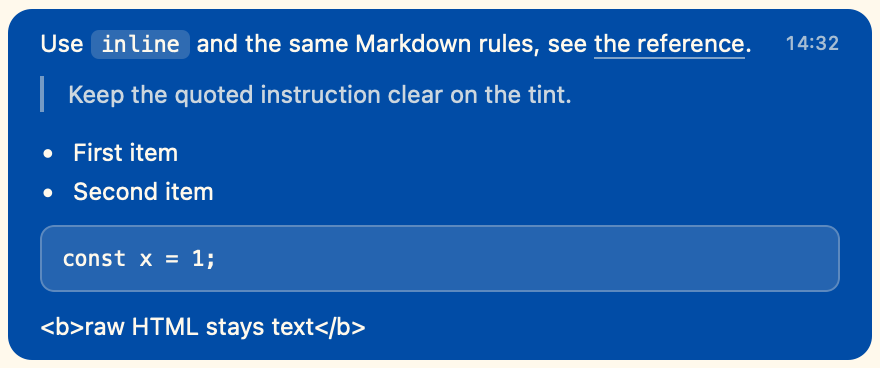 Use inline and the same Markdown rules, see the reference. 14:32
Keep the quoted instruction clear on the tint.
• First item
• Second item
const x = 1;
<b>raw HTML stays text</b>